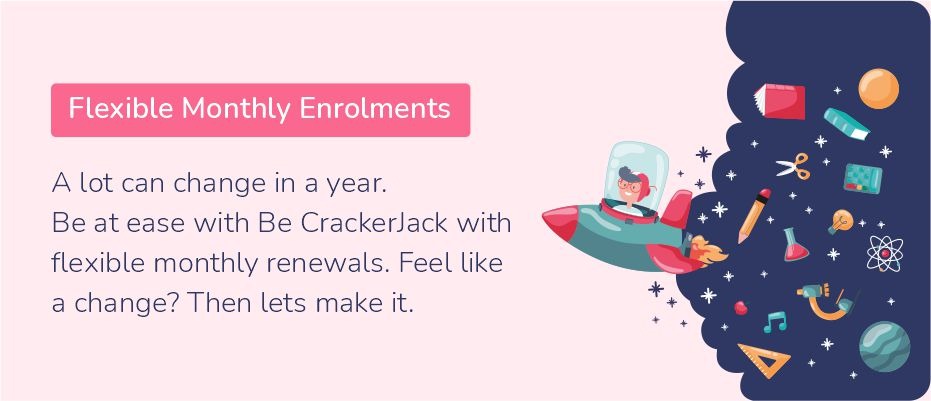 Flexible Monthly Enrolments
A lot can change in a year.
Be at ease with Be CrackerJack with
flexible monthly renewals. Feel like
a change? Then lets make it.